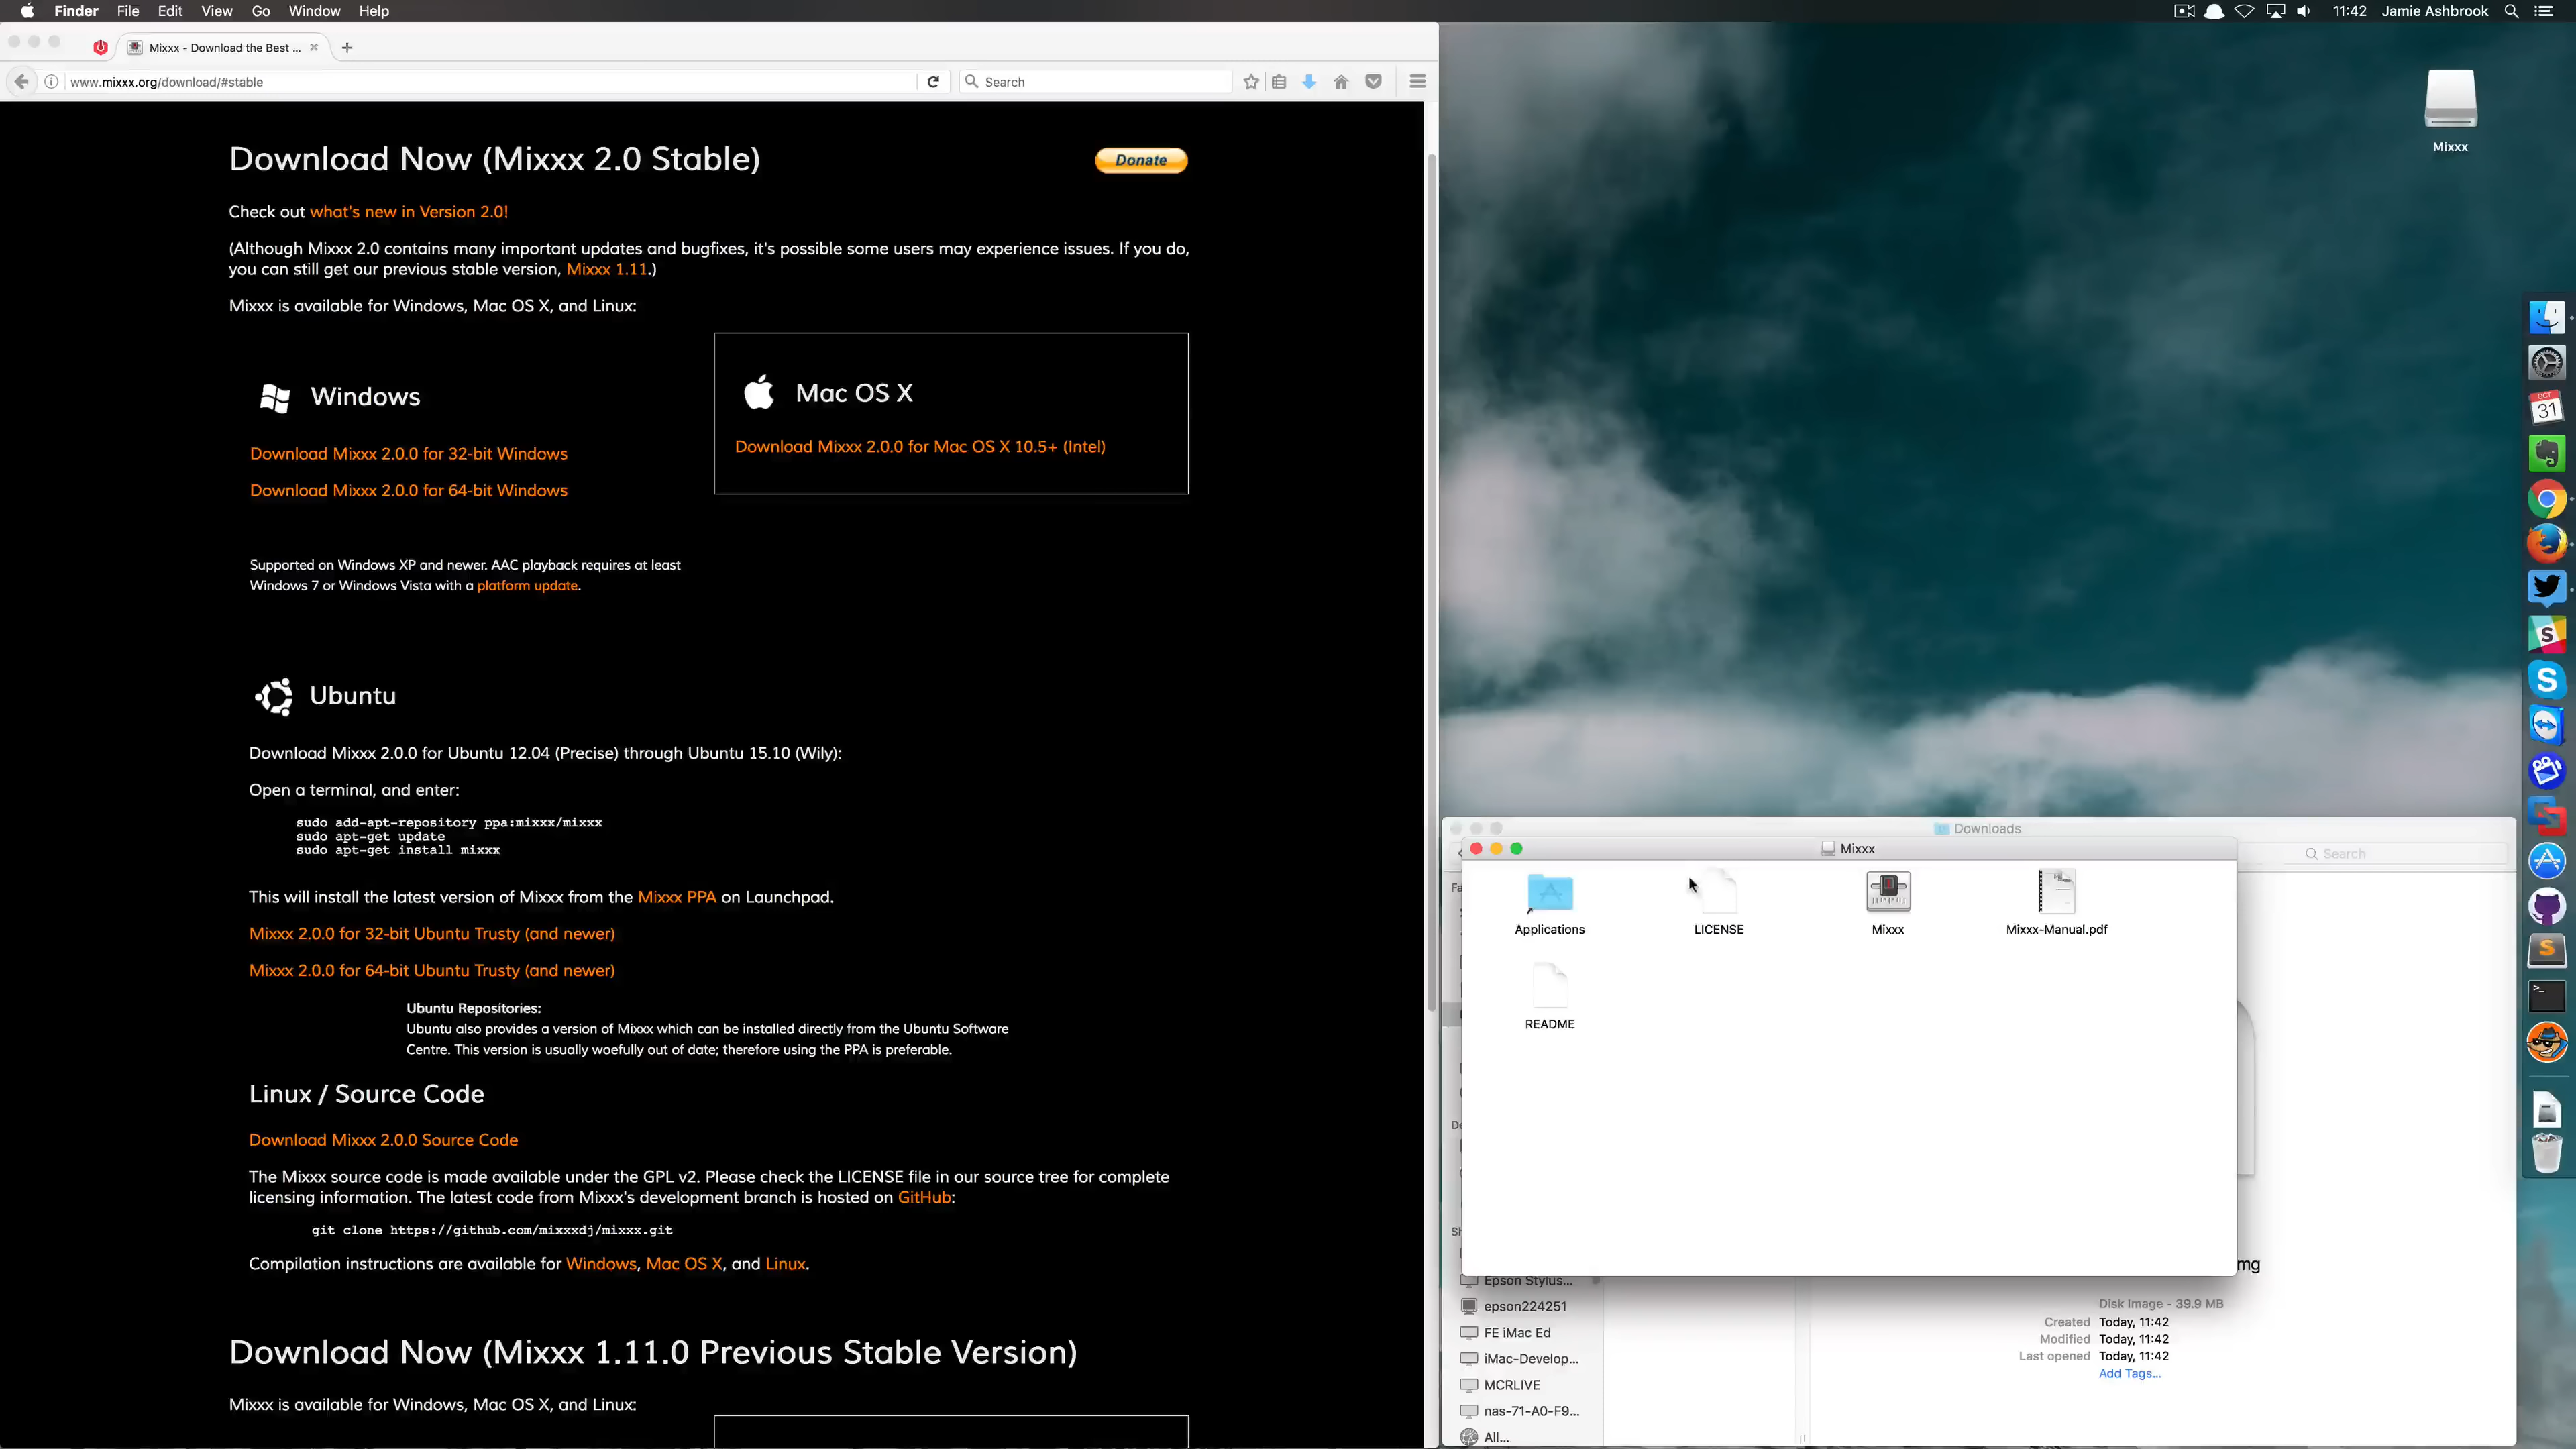 Finder File Edit View Go Window Help
11:42 Jamie Ashbrook
Mixxx - Download the Best ...
www.mixxx.org/download/#stable
Search
Download Now (Mixxx 2.0 Stable)
Donate
Check out what's new in Version 2.0!
(Although Mixxx 2.0 contains many important updates and bugfixes, it's possible some users may experience issues. If you do,
you can still get our previous stable version, Mixxx 1.11.)
Mixxx is available for Windows, Mac OS X, and Linux:
Windows
Download Mixxx 2.0.0 for 32-bit Windows
Download Mixxx 2.0.0 for 64-bit Windows
Supported on Windows XP and newer. AAC playback requires at least
Windows 7 or Windows Vista with a platform update.
Mac OS X
Download Mixxx 2.0.0 for Mac OS X 10.5+ (Intel)
Ubuntu
Download Mixxx 2.0.0 for Ubuntu 12.04 (Precise) through Ubuntu 15.10 (Wily):
Open a terminal, and enter:
sudo add-apt-repository ppa:mixxx/mixxx
sudo apt-get update
sudo apt-get install mixxx
This will install the latest version of Mixxx from the Mixxx PPA on Launchpad.
Mixxx 2.0.0 for 32-bit Ubuntu Trusty (and newer)
Mixxx 2.0.0 for 64-bit Ubuntu Trusty (and newer)
Ubuntu Repositories:
Ubuntu also provides a version of Mixxx which can be installed directly from the Ubuntu Software
Centre. This version is usually woefully out of date; therefore using the PPA is preferable.
Linux / Source Code
Download Mixxx 2.0.0 Source Code
The Mixxx source code is made available under the GPL v2. Please check the LICENSE file in our source tree for complete
licensing information. The latest code from Mixxx's development branch is hosted on GitHub:
git clone https://github.com/mixxxdj/mixxx.git
Compilation instructions are available for Windows, Mac OS X, and Linux.
Download Now (Mixxx 1.11.0 Previous Stable Version)
Mixxx is available for Windows, Mac OS X, and Linux:
Mixxx
OCT
31
Downloads
Search
Mixxx
Fa
Applications
LICENSE
Mixxx
Mixxx-Manual.pdf
README
De
Sh
mg
Epson Stylus...
epson224251
FE iMac Ed
iMac-Develop...
MCRLIVE
nas-71-A0-F9...
All...
Disk Image - 39.9 MB
Created Today, 11:42
Modified Today, 11:42
Last opened Today, 11:42
Add Tags...